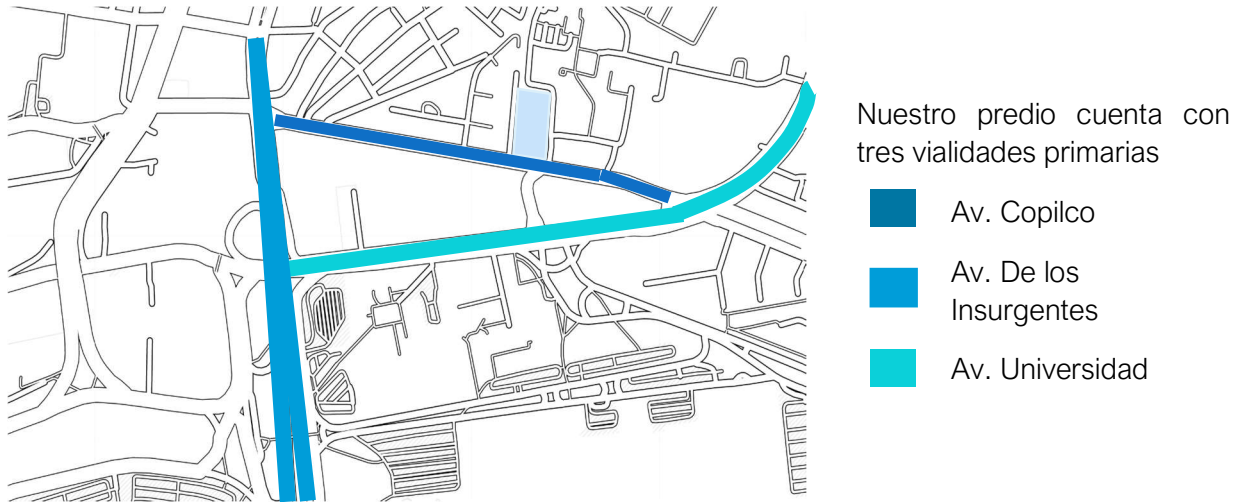 Nuestro predio cuenta con
tres vialidades primarias
Av. Copilco
Av. De los
Insurgentes
Av. Universidad